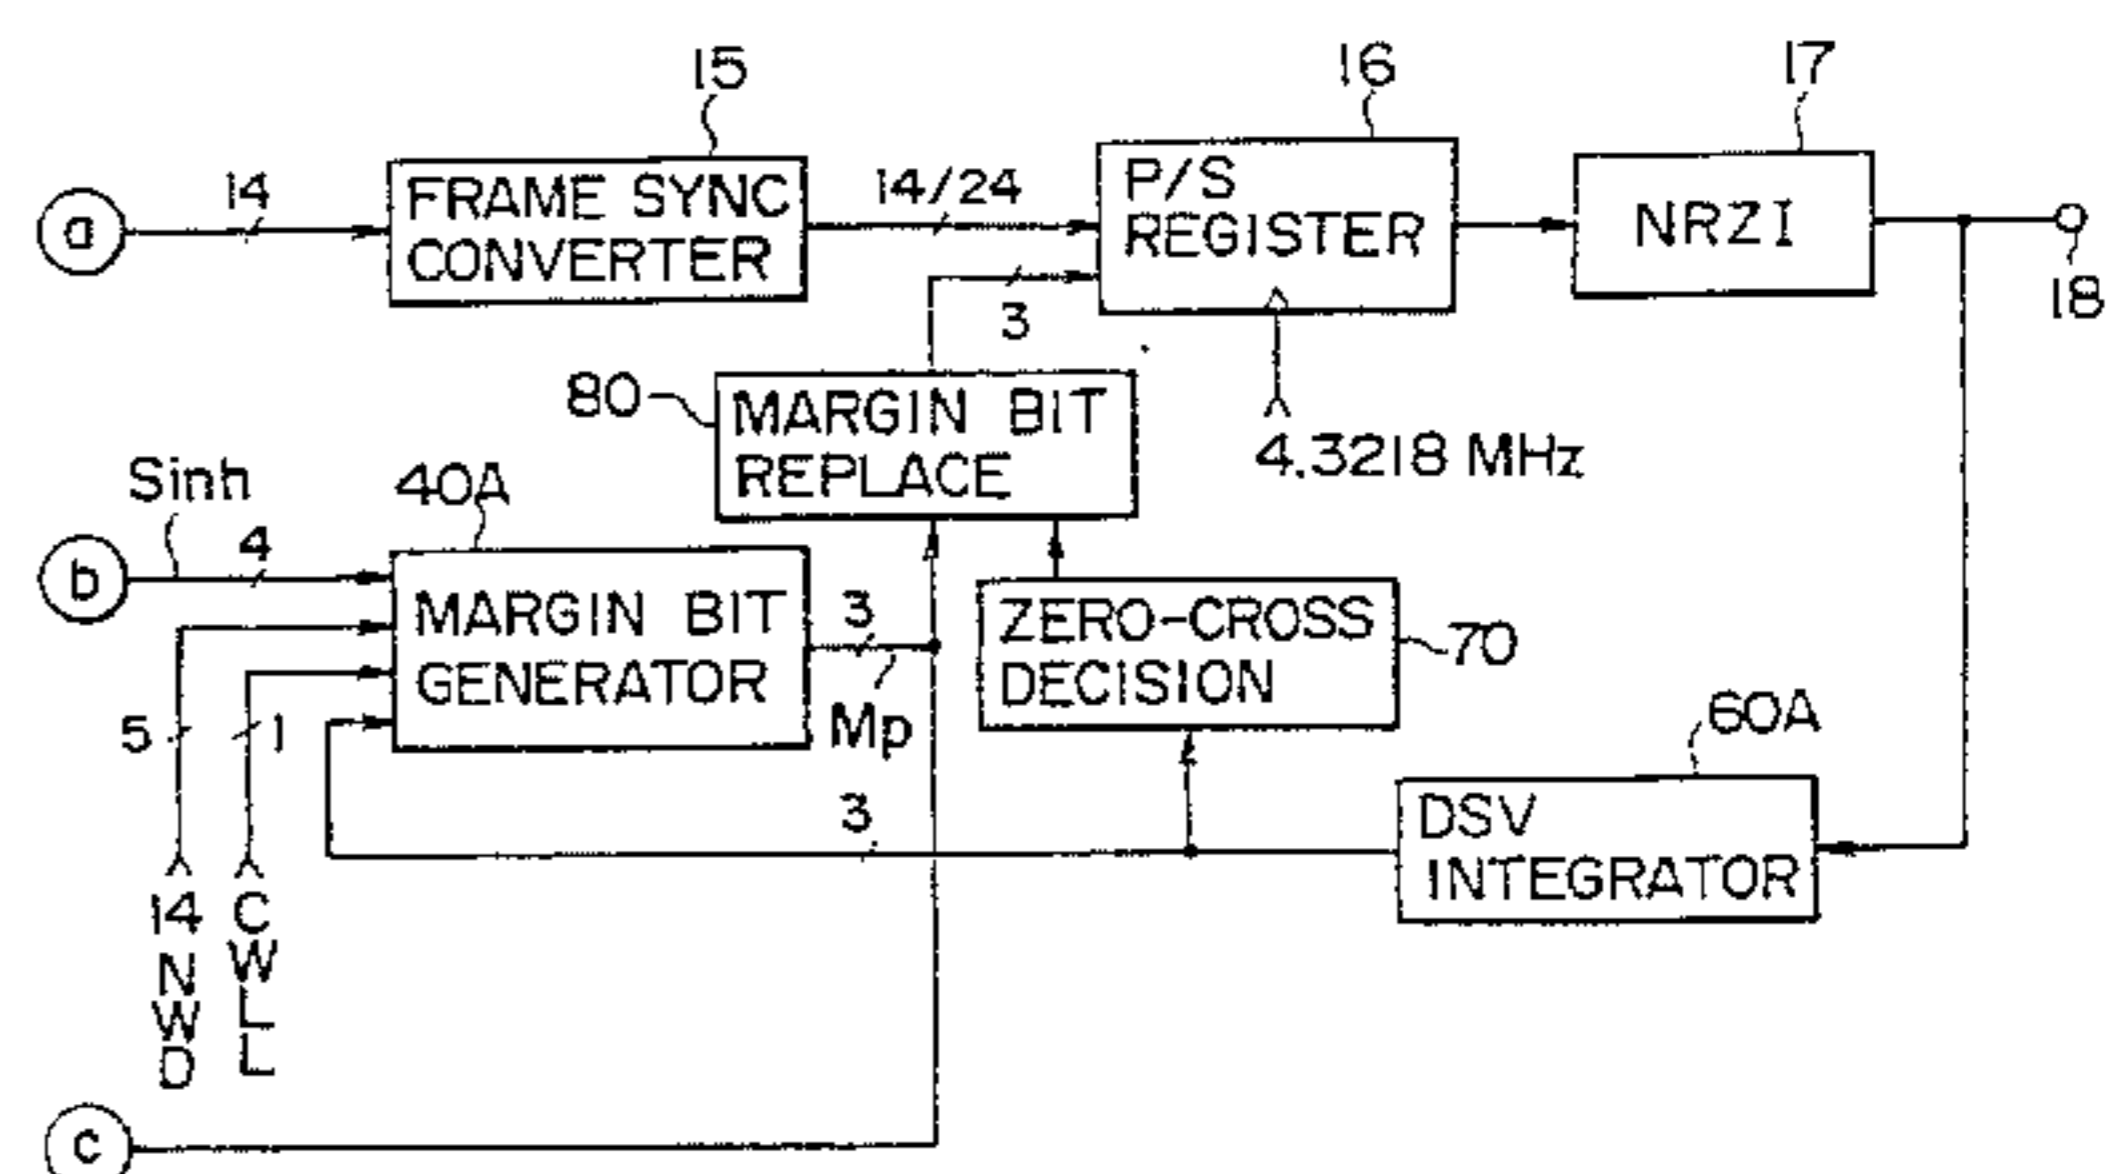 15
16
17
a
14
FRAME SYNC
CONVERTER
14/24
P/S
REGISTER
NRZI
18
3
80
MARGIN BIT
REPLACE
4.3218 MHz
Sinh
40A
b
4
MARGIN BIT
GENERATOR
3
Mp
ZERO-CROSS
DECISION
70
5
1
3
60A
DSV
INTEGRATOR
14
N
W
D
C
W
L
L
c